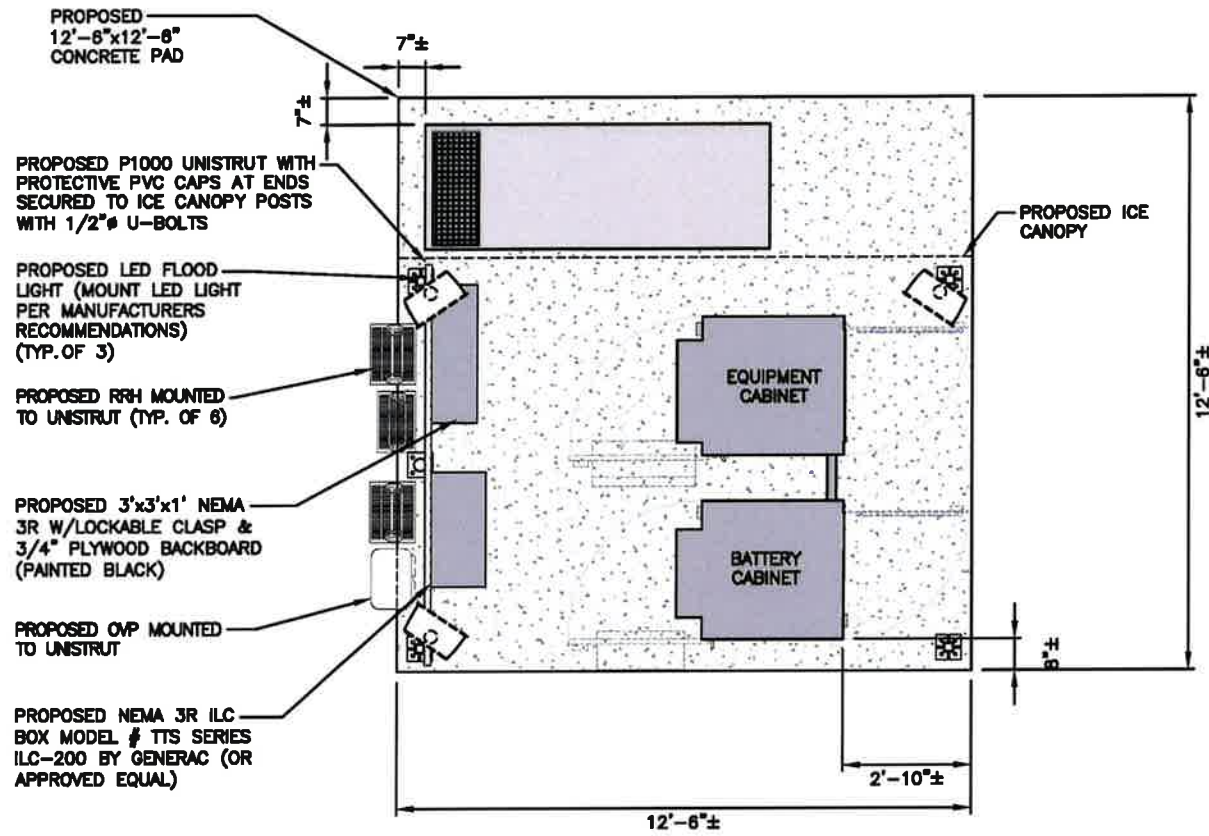 PROPOSED
12'-6"x12'-6"
CONCRETE PAD
7"±
7"±
PROPOSED P1000 UNISTRUT WITH
PROTECTIVE PVC CAPS AT ENDS
SECURED TO ICE CANOPY POSTS
WITH 1/2"ø U-BOLTS
PROPOSED ICE
CANOPY
PROPOSED LED FLOOD
LIGHT (MOUNT LED LIGHT
PER MANUFACTURERS
RECOMMENDATIONS)
(TYP. OF 3)
PROPOSED RRH MOUNTED
TO UNISTRUT (TYP. OF 6)
EQUIPMENT
CABINET
12'-6"±
PROPOSED 3'x3'x1' NEMA
3R W/LOCKABLE CLASP &
3/4" PLYWOOD BACKBOARD
(PAINTED BLACK)
BATTERY
CABINET
PROPOSED OVP MOUNTED
TO UNISTRUT
8"±
PROPOSED NEMA 3R ILC
BOX MODEL # TTS SERIES
ILC-200 BY GENERAC (OR
APPROVED EQUAL)
2'-10"±
12'-6"±